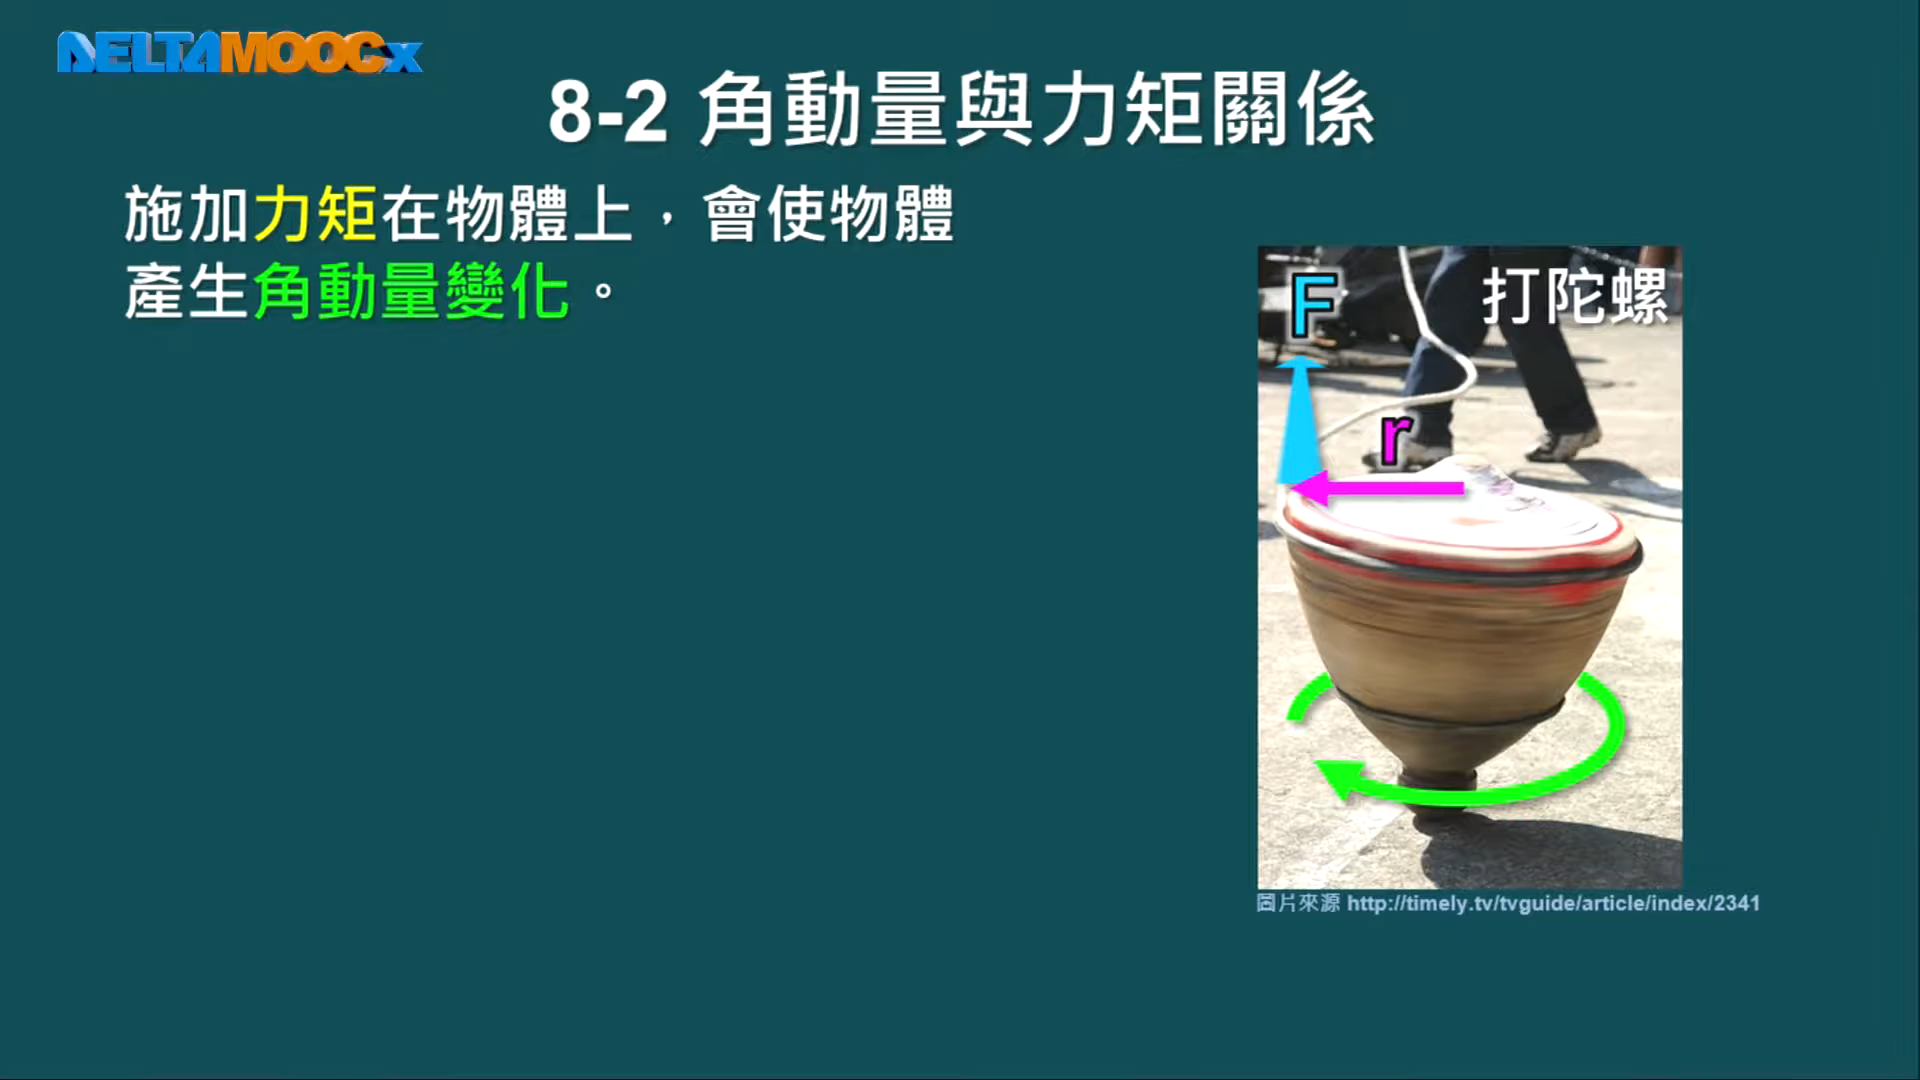 DELTAMOOCx
8-2 角動量與力矩關係
施加力矩在物體上，會使物體
產生角動量變化。
F
打陀螺
r
圖片來源 http://timely.tv/tvguide/article/index/2341